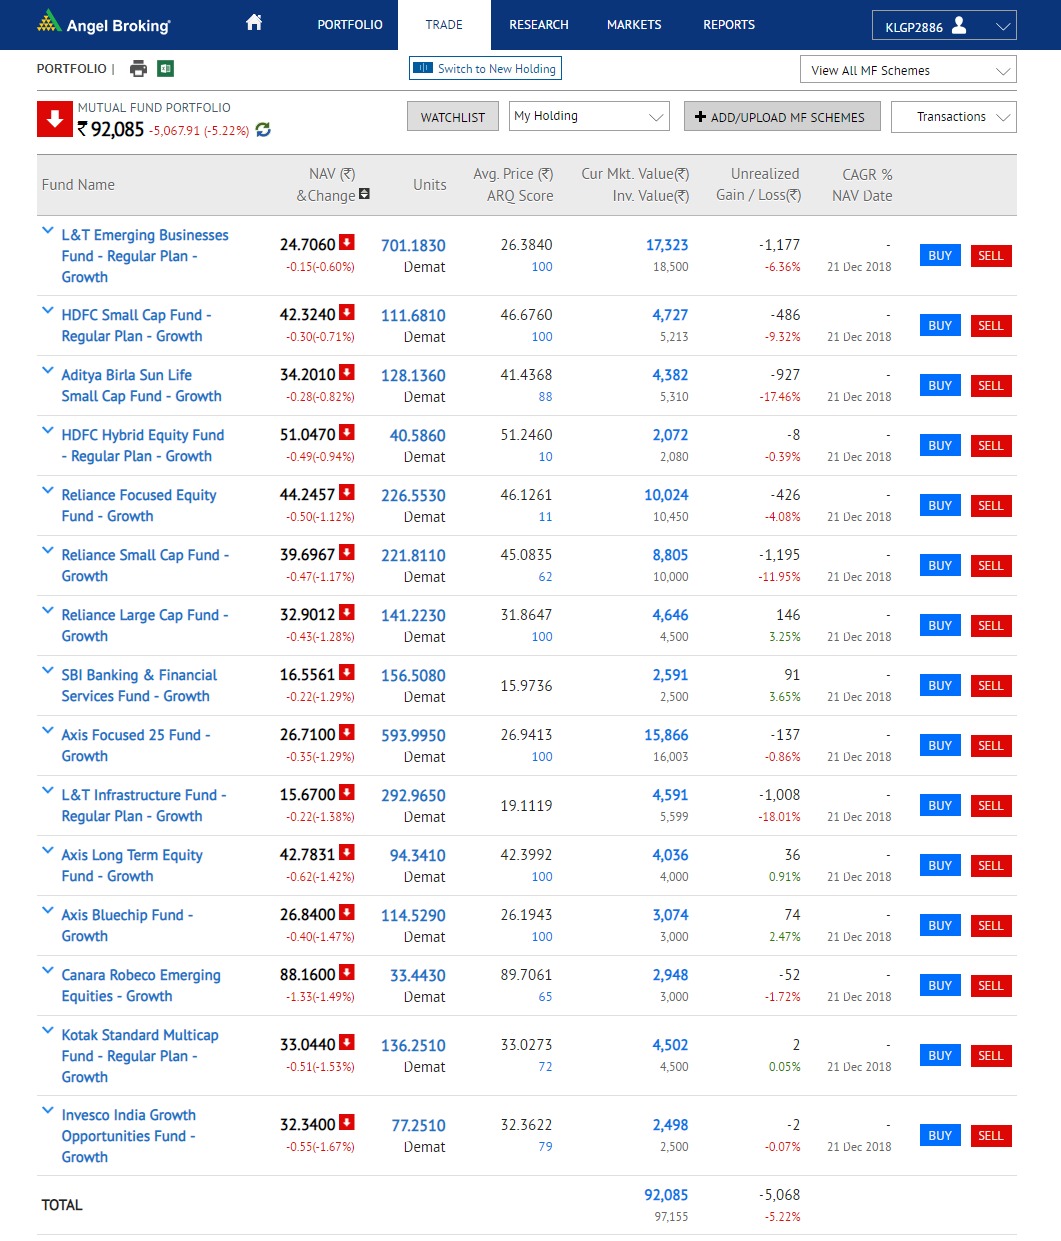 Angel Broking
PORTFOLIO TRADE RESEARCH MARKETS REPORTS KLGP2886
PORTFOLIO | Switch to New Holding View All MF Schemes
MUTUAL FUND PORTFOLIO
₹ 92,085 -5,067.91 (-5.22%) WATCHLIST My Holding + ADD/UPLOAD MF SCHEMES Transactions
Fund Name NAV (₹) &Change Units Avg. Price (₹) ARQ Score Cur Mkt. Value(₹) Inv. Value(₹) Unrealized Gain / Loss(₹) CAGR % NAV Date
L&T Emerging Businesses
Fund - Regular Plan -
Growth
24.7060 701.1830 26.3840 17,323 -1,177 -
-0.15(-0.60%) Demat 100 18,500 -6.36% 21 Dec 2018
BUY SELL
HDFC Small Cap Fund -
Regular Plan - Growth
42.3240 111.6810 46.6760 4,727 -486 -
-0.30(-0.71%) Demat 100 5,213 -9.32% 21 Dec 2018
BUY SELL
Aditya Birla Sun Life
Small Cap Fund - Growth
34.2010 128.1360 41.4368 4,382 -927 -
-0.28(-0.82%) Demat 88 5,310 -17.46% 21 Dec 2018
BUY SELL
HDFC Hybrid Equity Fund
- Regular Plan - Growth
51.0470 40.5860 51.2460 2,072 -8 -
-0.49(-0.94%) Demat 10 2,080 -0.39% 21 Dec 2018
BUY SELL
Reliance Focused Equity
Fund - Growth
44.2457 226.5530 46.1261 10,024 -426 -
-0.50(-1.12%) Demat 11 10,450 -4.08% 21 Dec 2018
BUY SELL
Reliance Small Cap Fund -
Growth
39.6967 221.8110 45.0835 8,805 -1,195 -
-0.47(-1.17%) Demat 62 10,000 -11.95% 21 Dec 2018
BUY SELL
Reliance Large Cap Fund -
Growth
32.9012 141.2230 31.8647 4,646 146 -
-0.43(-1.28%) Demat 100 4,500 3.25% 21 Dec 2018
BUY SELL
SBI Banking & Financial
Services Fund - Growth
16.5561 156.5080 15.9736 2,591 91 -
-0.22(-1.29%) Demat 2,500 3.65% 21 Dec 2018
BUY SELL
Axis Focused 25 Fund -
Growth
26.7100 593.9950 26.9413 15,866 -137 -
-0.35(-1.29%) Demat 100 16,003 -0.86% 21 Dec 2018
BUY SELL
L&T Infrastructure Fund -
Regular Plan - Growth
15.6700 292.9650 19.1119 4,591 -1,008 -
-0.22(-1.38%) Demat 5,599 -18.01% 21 Dec 2018
BUY SELL
Axis Long Term Equity
Fund - Growth
42.7831 94.3410 42.3992 4,036 36 -
-0.62(-1.42%) Demat 100 4,000 0.91% 21 Dec 2018
BUY SELL
Axis Bluechip Fund -
Growth
26.8400 114.5290 26.1943 3,074 74 -
-0.40(-1.47%) Demat 100 3,000 2.47% 21 Dec 2018
BUY SELL
Canara Robeco Emerging
Equities - Growth
88.1600 33.4430 89.7061 2,948 -52 -
-1.33(-1.49%) Demat 65 3,000 -1.72% 21 Dec 2018
BUY SELL
Kotak Standard Multicap
Fund - Regular Plan -
Growth
33.0440 136.2510 33.0273 4,502 2 -
-0.51(-1.53%) Demat 72 4,500 0.05% 21 Dec 2018
BUY SELL
Invesco India Growth
Opportunities Fund -
Growth
32.3400 77.2510 32.3622 2,498 -2 -
-0.55(-1.67%) Demat 79 2,500 -0.07% 21 Dec 2018
BUY SELL
TOTAL 92,085 -5,068
97,155 -5.22%